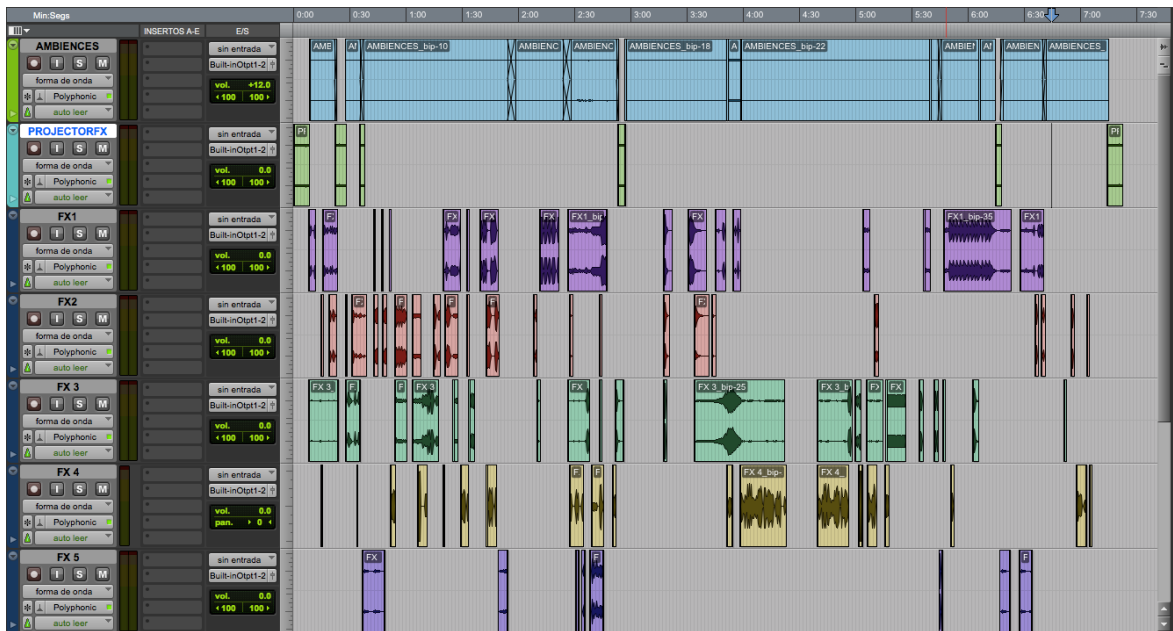 Min:Segs 0:00 0:30 1:00 1:30 2:00 2:30 3:00 3:30 4:00 4:30 5:00 5:30 6:00 6:30 7:00 7:30
INSERTOS A-E E/S
AMBIENCES
I S M
forma de onda
Polyphonic
auto leer
sin entrada
Built-inOtpt1-2
vol. +12.0
100 100
AME AMBIENCES_bip-10 AMBIENC AMBIENC AMBIENCES_bip-18 A AMBIENCES_bip-22 AMBIEN AMBIEN AMBIENCES_
PROJECTORFX
I S M
forma de onda
Polyphonic
auto leer
sin entrada
Built-inOtpt1-2
vol. 0.0
100 100
FX1
I S M
forma de onda
Polyphonic
auto leer
sin entrada
Built-inOtpt1-2
vol. 0.0
100 100
FX FX FX FX1_bip FX FX1_bip-35 FX1
FX2
I S M
forma de onda
Polyphonic
auto leer
sin entrada
Built-inOtpt1-2
vol. 0.0
100 100
FX 3
I S M
forma de onda
Polyphonic
auto leer
sin entrada
Built-inOtpt1-2
vol. 0.0
100 100
FX 3_ F FX 3 FX FX 3_bip-25 FX 3_b FX
FX 4
I S M
forma de onda
Polyphonic
auto leer
sin entrada
Built-inOtpt1-2
vol. 0.0
pan. 0
F F FX 4_bip- FX 4_
FX 5
I S M
forma de onda
Polyphonic
auto leer
sin entrada
Built-inOtpt1-2
vol. 0.0
100 100
FX F F